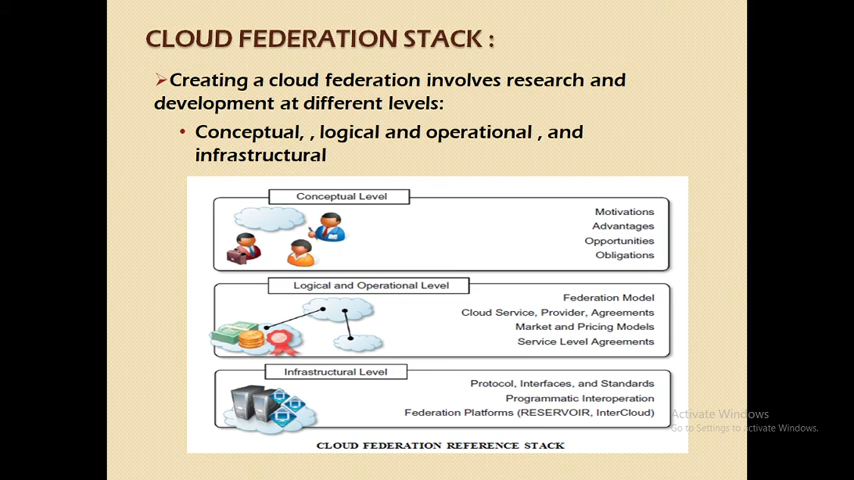 CLOUD FEDERATION STACK :
Creating a cloud federation involves research and
development at different levels:
• Conceptual, , logical and operational , and
infrastructural
Conceptual Level
Motivations
Advantages
Opportunities
Obligations
Logical and Operational Level
Federation Model
Cloud Service, Provider, Agreements
Market and Pricing Models
Service Level Agreements
Infrastructural Level
Protocol, Interfaces, and Standards
Programmatic Interoperation
Federation Platforms (RESERVOIR, InterCloud)
CLOUD FEDERATION REFERENCE STACK
Activate Windows
Go to Settings to Activate Windows.